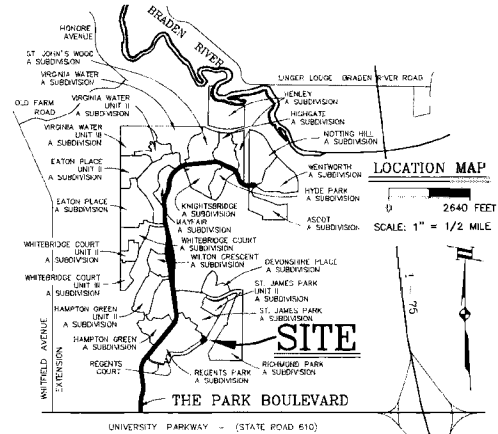 HONORE
AVENUE
BRADEN
RIVER
ST. JOHN'S WOOD
A SUBDIVISION
VIRGINIA WATER
A SUBDIVISION
VIRGINIA WATER
UNIT II
A SUBDIVISION
OLD FARM
ROAD
VIRGINIA WATER
UNIT III
A SUBDIVISION
EATON PLACE
UNIT II
A SUBDIVISION
EATON PLACE
A SUBDIVISION
WHITEBRIDGE COURT
UNIT II
A SUBDIVISION
WHITEBRIDGE COURT
UNIT III
A SUBDIVISION
HAMPTON GREEN
UNIT II
A SUBDIVISION
HAMPTON GREEN
A SUBDIVISION
REGENTS
COURT
WHITFIELD AVENUE
EXTENSION
LINGER LODGE BRADEN RIVER ROAD
HENLEY
A SUBDIVISION
HIGHGATE
A SUBDIVISION
NOTTING HILL
A SUBDIVISION
WENTWORTH
A SUBDIVISION
HYDE PARK
A SUBDIVISION
ASCOT
A SUBDIVISION
KNIGHTSBRIDGE
A SUBDIVISION
MAYFAIR
A SUBDIVISION
WHITEBRIDGE COURT
A SUBDIVISION
WILTON CRESCENT
A SUBDIVISION
DEVONSHIRE PLACE
A SUBDIVISION
ST. JAMES PARK
UNIT II
A SUBDIVISION
ST. JAMES PARK
A SUBDIVISION
SITE
RICHMOND PARK
A SUBDIVISION
REGENTS PARK
A SUBDIVISION
THE PARK BOULEVARD
UNIVERSITY PARKWAY - (STATE ROAD 610)
LOCATION MAP
0 2640 FEET
SCALE: 1" = 1/2 MILE
I - 75